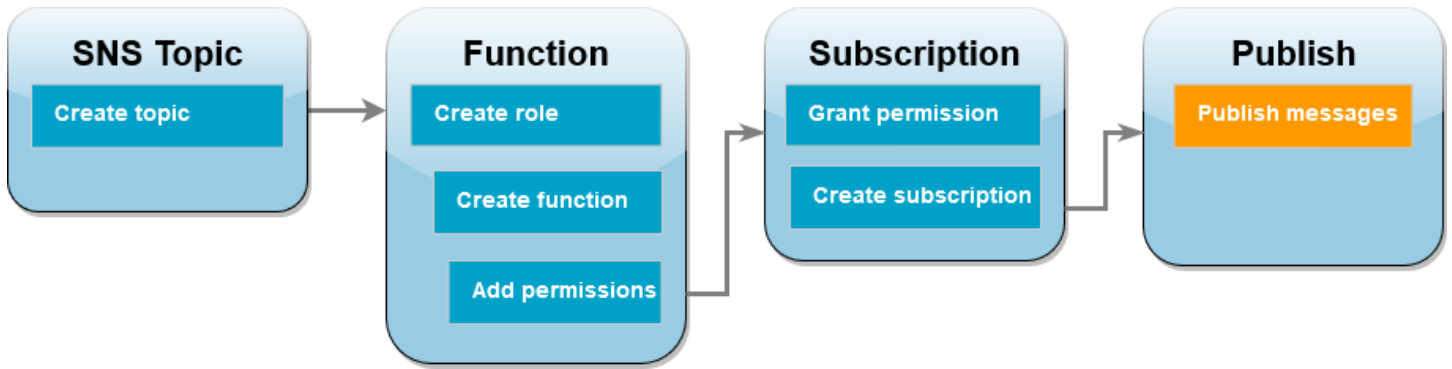 SNS Topic
Create topic
Function
Create role
Create function
Add permissions
Subscription
Grant permission
Create subscription
Publish
Publish messages